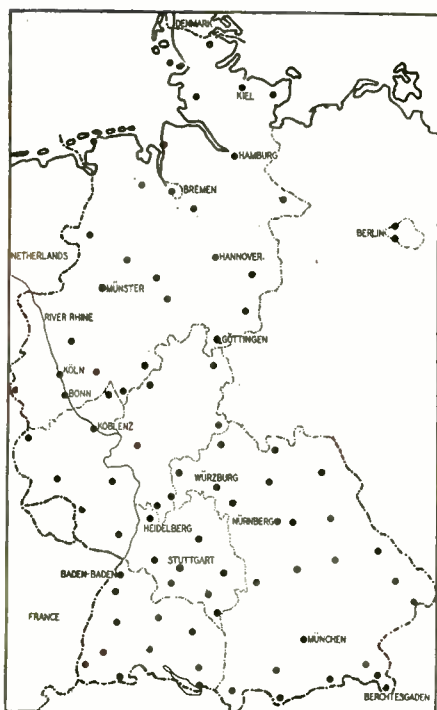 DENMARK
KIEL
HAMBURG
BREMEN
BERLIN
NETHERLANDS
HANNOVER
MÜNSTER
RIVER RHINE
GÖTTINGEN
KÖLN
BONN
KOBLENZ
WÜRZBURG
HEIDELBERG
NÜRNBERG
STUTTGART
BADEN-BADEN
FRANCE
MÜNCHEN
BERCHTESGADEN